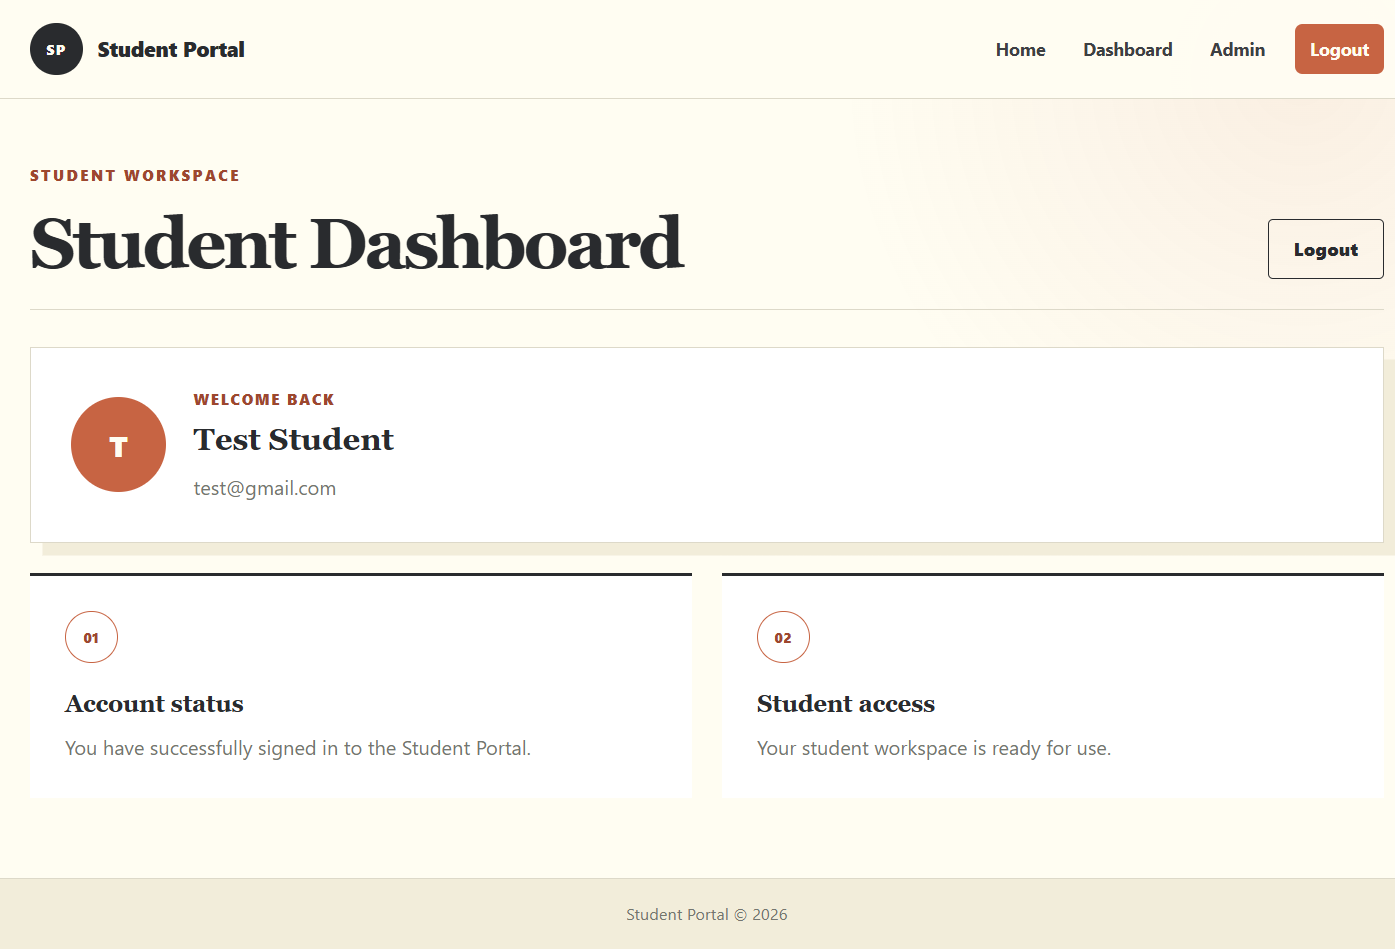 SP
Student Portal
Home
Dashboard
Admin
Logout
STUDENT WORKSPACE
Student Dashboard
Logout
T
WELCOME BACK
Test Student
test@gmail.com
01
Account status
You have successfully signed in to the Student Portal.
02
Student access
Your student workspace is ready for use.
Student Portal © 2026